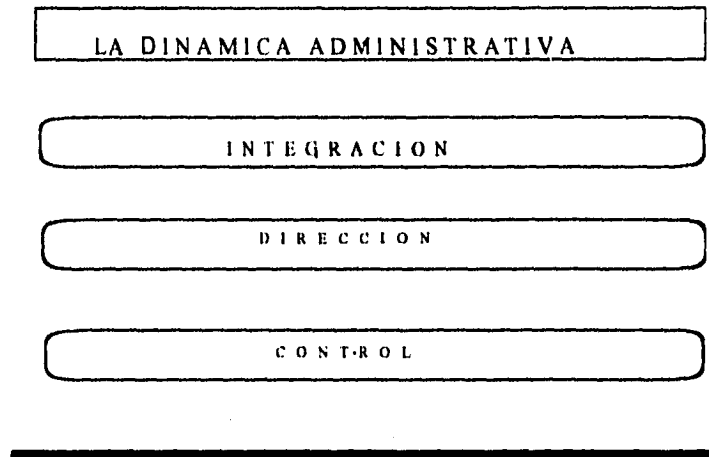 LA DINAMICA ADMINISTRATIVA
INTEGRACION
DIRECCION
CONTROL